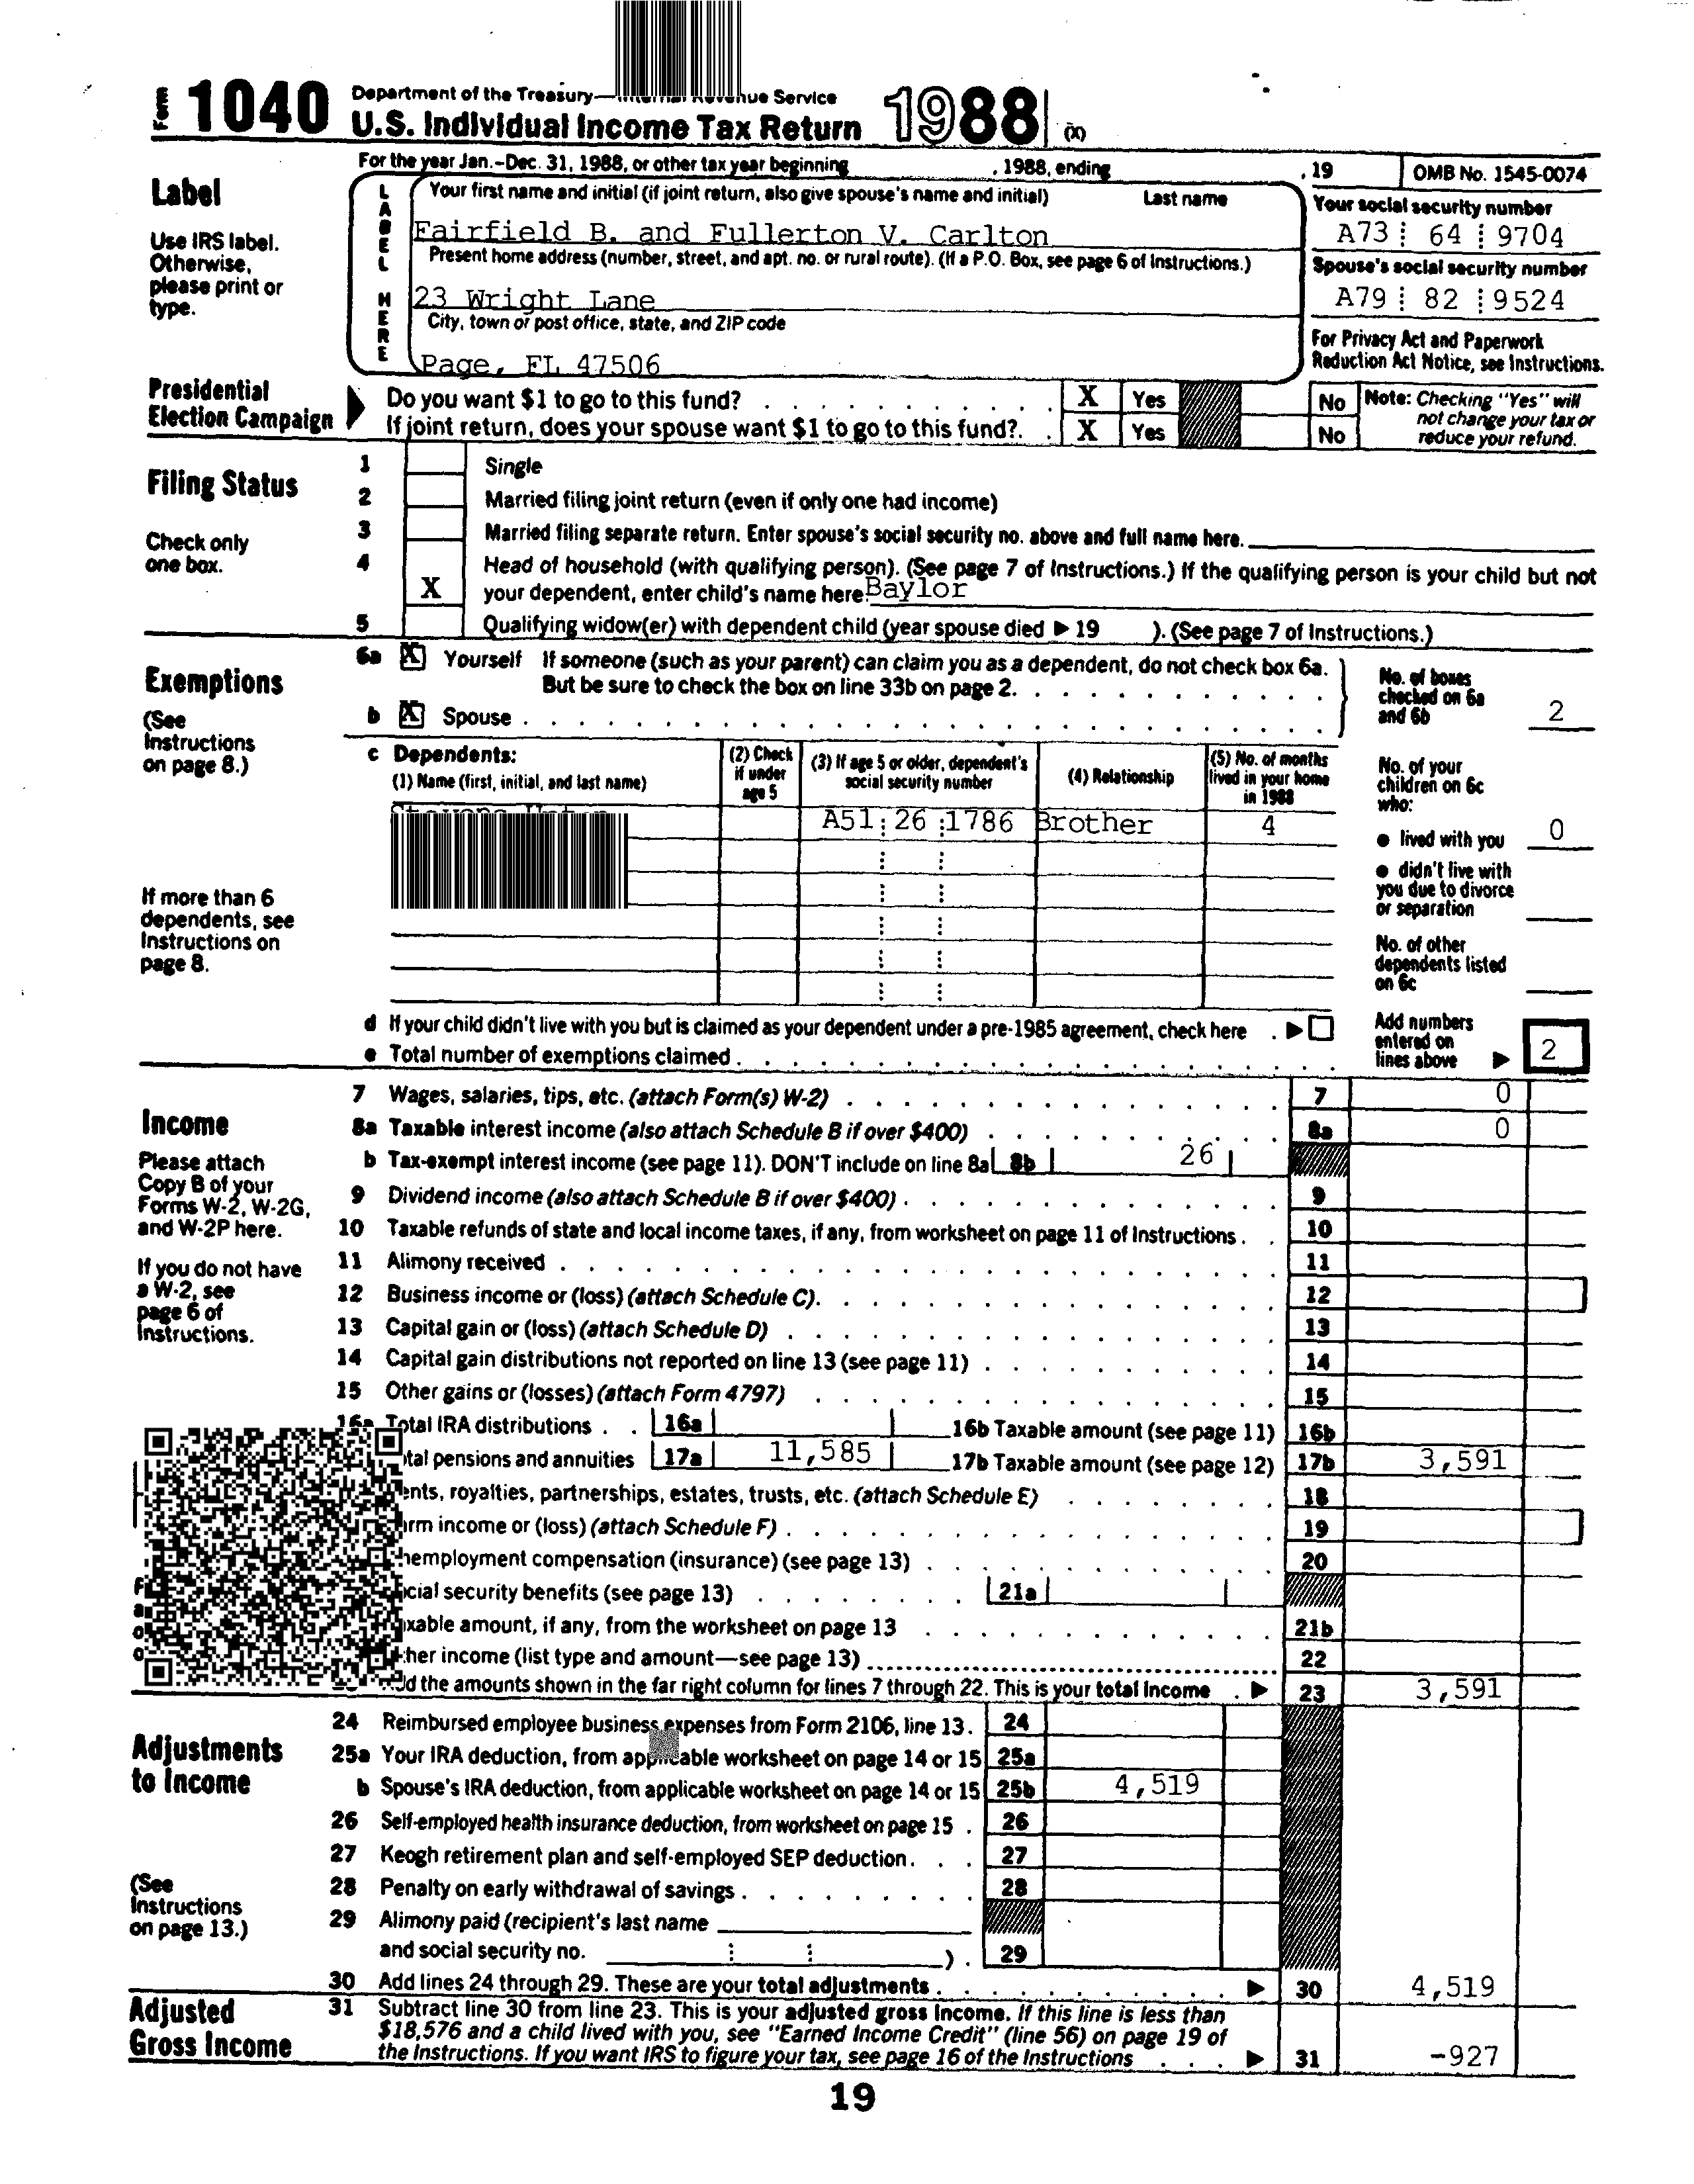 Form 1040 Department of the Treasury— Service
U.S. Individual Income Tax Return 1988 (X)
For the year Jan.–Dec. 31, 1988, or other tax year beginning , 1988, ending , 19 OMB No. 1545-0074
Label
Use IRS label.
Otherwise,
please print or
type.
LABEL HERE
Your first name and initial (if joint return, also give spouse's name and initial) Last name
Fairfield B. and Fullerton V. Carlton
Present home address (number, street, and apt. no. or rural route). (If a P.O. Box, see page 6 of Instructions.)
23 Wright Lane
City, town or post office, state, and ZIP code
Page, FL 47506
Your social security number
A73 64 9704
Spouse's social security number
A79 82 9524
For Privacy Act and Paperwork
Reduction Act Notice, see Instructions.
Presidential
Election Campaign
Do you want $1 to go to this fund? X Yes No
If joint return, does your spouse want $1 to go to this fund?. X Yes No
Note: Checking "Yes" will
not change your tax or
reduce your refund.
Filing Status
Check only
one box.
1 Single
2 Married filing joint return (even if only one had income)
3 Married filing separate return. Enter spouse's social security no. above and full name here.
4 Head of household (with qualifying person). (See page 7 of Instructions.) If the qualifying person is your child but not
X your dependent, enter child's name here. Baylor
5 Qualifying widow(er) with dependent child (year spouse died ▶ 19 ). (See page 7 of Instructions.)
Exemptions
(See
Instructions
on page 8.)
6a X Yourself If someone (such as your parent) can claim you as a dependent, do not check box 6a.
But be sure to check the box on line 33b on page 2.
b X Spouse
No. of boxes
checked on 6a
and 6b 2
c Dependents:
(1) Name (first, initial, and last name)
(2) Check
if under
age 5
(3) If age 5 or older, dependent's
social security number
(4) Relationship
(5) No. of months
lived in your home
in 1988
A51 26 1786 Brother 4
No. of your
children on 6c
who:
● lived with you 0
● didn't live with
you due to divorce
or separation
No. of other
dependents listed
on 6c
If more than 6
dependents, see
Instructions on
page 8.
d If your child didn't live with you but is claimed as your dependent under a pre-1985 agreement, check here . ▶
e Total number of exemptions claimed
Add numbers
entered on
lines above ▶ 2
Income
Please attach
Copy B of your
Forms W-2, W-2G,
and W-2P here.
If you do not have
a W-2, see
page 6 of
Instructions.
7 Wages, salaries, tips, etc. (attach Form(s) W-2) 7 0
8a Taxable interest income (also attach Schedule B if over $400) 8a 0
b Tax-exempt interest income (see page 11). DON'T include on line 8a 8b 26
9 Dividend income (also attach Schedule B if over $400) 9
10 Taxable refunds of state and local income taxes, if any, from worksheet on page 11 of Instructions 10
11 Alimony received 11
12 Business income or (loss) (attach Schedule C) 12
13 Capital gain or (loss) (attach Schedule D) 13
14 Capital gain distributions not reported on line 13 (see page 11) 14
15 Other gains or (losses) (attach Form 4797) 15
16a Total IRA distributions 16a 16b Taxable amount (see page 11) 16b
tal pensions and annuities 17a 11,585 17b Taxable amount (see page 12) 17b 3,591
ents, royalties, partnerships, estates, trusts, etc. (attach Schedule E) 18
rm income or (loss) (attach Schedule F) 19
employment compensation (insurance) (see page 13) 20
cial security benefits (see page 13) 21a
xable amount, if any, from the worksheet on page 13 21b
her income (list type and amount—see page 13) 22
d the amounts shown in the far right column for lines 7 through 22. This is your total income . ▶ 23 3,591
Adjustments
to Income
(See
Instructions
on page 13.)
24 Reimbursed employee business expenses from Form 2106, line 13 . 24
25a Your IRA deduction, from applicable worksheet on page 14 or 15 25a
b Spouse's IRA deduction, from applicable worksheet on page 14 or 15 25b 4,519
26 Self-employed health insurance deduction, from worksheet on page 15 . 26
27 Keogh retirement plan and self-employed SEP deduction 27
28 Penalty on early withdrawal of savings 28
29 Alimony paid (recipient's last name
and social security no. ) . 29
30 Add lines 24 through 29. These are your total adjustments ▶ 30 4,519
Adjusted
Gross Income
31 Subtract line 30 from line 23. This is your adjusted gross income. If this line is less than
$18,576 and a child lived with you, see "Earned Income Credit" (line 56) on page 19 of
the Instructions. If you want IRS to figure your tax, see page 16 of the Instructions ▶ 31 -927
19